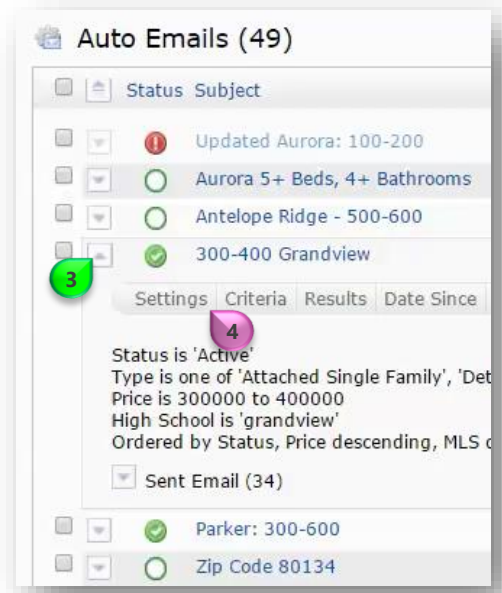 Auto Emails (49)
Status Subject
Updated Aurora: 100-200
Aurora 5+ Beds, 4+ Bathrooms
Antelope Ridge - 500-600
300-400 Grandview
3
Settings Criteria Results Date Since
4
Status is 'Active'
Type is one of 'Attached Single Family', 'Det
Price is 300000 to 400000
High School is 'grandview'
Ordered by Status, Price descending, MLS
Sent Email (34)
Parker: 300-600
Zip Code 80134